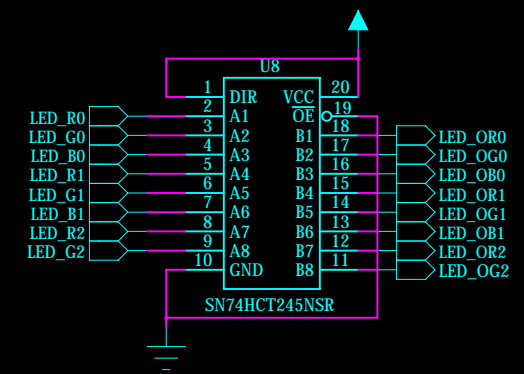 U8
1 DIR VCC 20
LED_R0 2 A1 OE 19
LED_G0 3 A2 B1 18 LED_OR0
LED_B0 4 A3 B2 17 LED_OG0
LED_R1 5 A4 B3 16 LED_OB0
LED_G1 6 A5 B4 15 LED_OR1
LED_B1 7 A6 B5 14 LED_OG1
LED_R2 8 A7 B6 13 LED_OB1
LED_G2 9 A8 B7 12 LED_OR2
10 GND B8 11 LED_OG2
SN74HCT245NSR